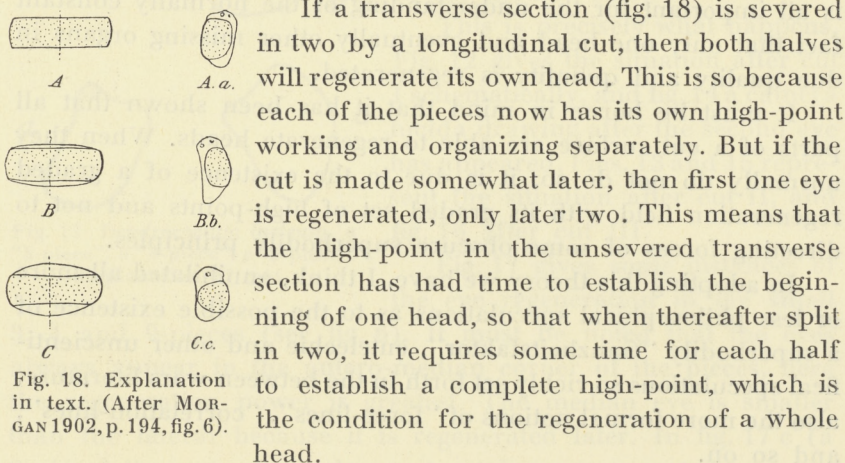 If a transverse section (fig. 18) is severed
in two by a longitudinal cut, then both halves
will regenerate its own head. This is so because
each of the pieces now has its own high-point
working and organizing separately. But if the
cut is made somewhat later, then first one eye
is regenerated, only later two. This means that
the high-point in the unsevered transverse
section has had time to establish the begin-
ning of one head, so that when thereafter split
in two, it requires some time for each half
to establish a complete high-point, which is
the condition for the regeneration of a whole
head.
A
A.a.
B
B.b.
C
C.c.
Fig. 18. Explanation
in text. (After MOR-
GAN 1902, p. 194, fig. 6).